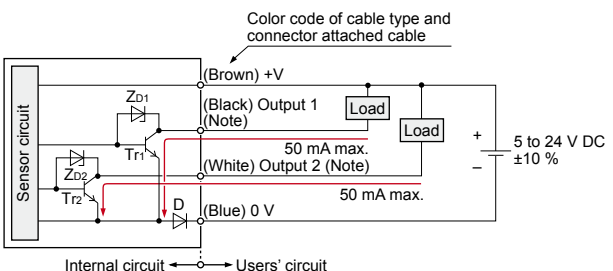 Color code of cable type and
connector attached cable
(Brown) +V
(Black) Output 1
(Note)
Load
Load
50 mA max.
(White) Output 2 (Note)
50 mA max.
(Blue) 0 V
+
−
5 to 24 V DC
±10 %
Sensor circuit
ZD1
Tr1
ZD2
Tr2
D
Internal circuit
Users' circuit